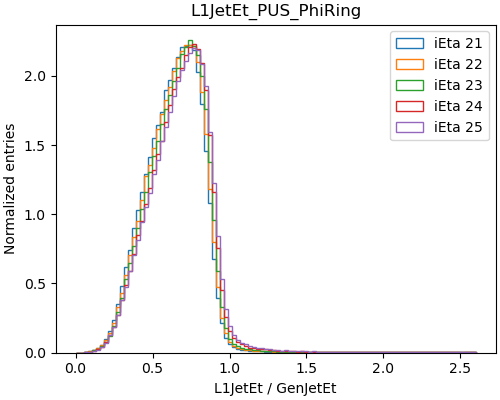 L1JetEt_PUS_PhiRing
iEta 21
iEta 22
iEta 23
iEta 24
iEta 25
Normalized entries
2.0
1.5
1.0
0.5
0.0
0.0 0.5 1.0 1.5 2.0 2.5
L1JetEt / GenJetEt